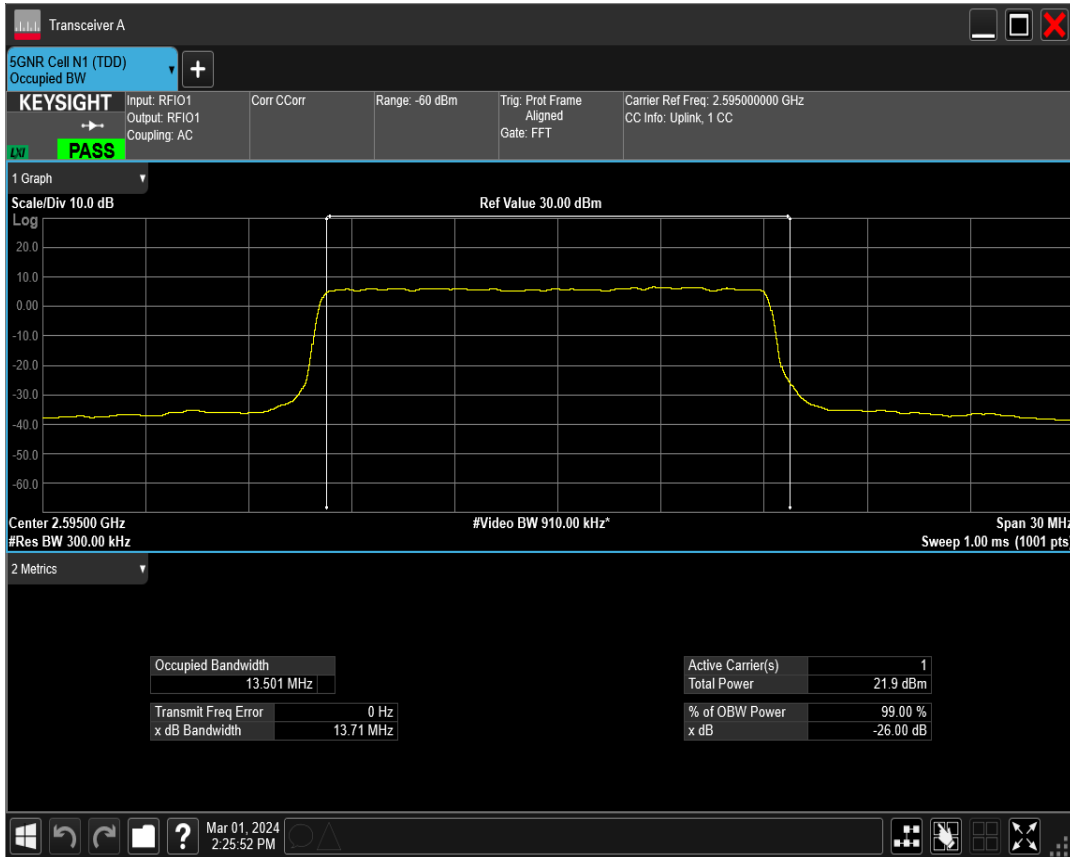 Transceiver A
5GNR Cell N1 (TDD)
Occupied BW
+
KEYSIGHT
LXI
PASS
Input: RFIO1
Output: RFIO1
Coupling: AC
Corr CCorr
Range: -60 dBm
Trig: Prot Frame
Aligned
Gate: FFT
Carrier Ref Freq: 2.595000000 GHz
CC Info: Uplink, 1 CC
1 Graph
Scale/Div 10.0 dB
Ref Value 30.00 dBm
Log
20.0
10.0
0.00
-10.0
-20.0
-30.0
-40.0
-50.0
-60.0
Center 2.59500 GHz
#Video BW 910.00 kHz*
Span 30 MHz
#Res BW 300.00 kHz
Sweep 1.00 ms (1001 pts)
2 Metrics
Occupied Bandwidth
13.501 MHz
Transmit Freq Error 0 Hz
x dB Bandwidth 13.71 MHz
Active Carrier(s) 1
Total Power 21.9 dBm
% of OBW Power 99.00 %
x dB -26.00 dB
?
Mar 01, 2024
2:25:52 PM